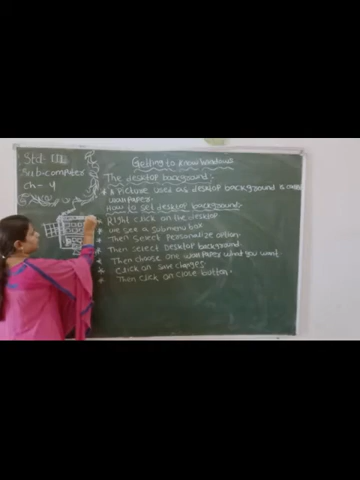 Std- III
Sub-computer
ch- 4
Getting to know windows
The desktop background:-
* A Picture used as desktop background is called
wallpaper.
How to set desktop background:-
* Right click on the desktop
* we see a submenu box
* Then select personalize option
* Then select Desktop background
* Then choose one wallpaper what you want
* click on save changes
* Then click on close button.